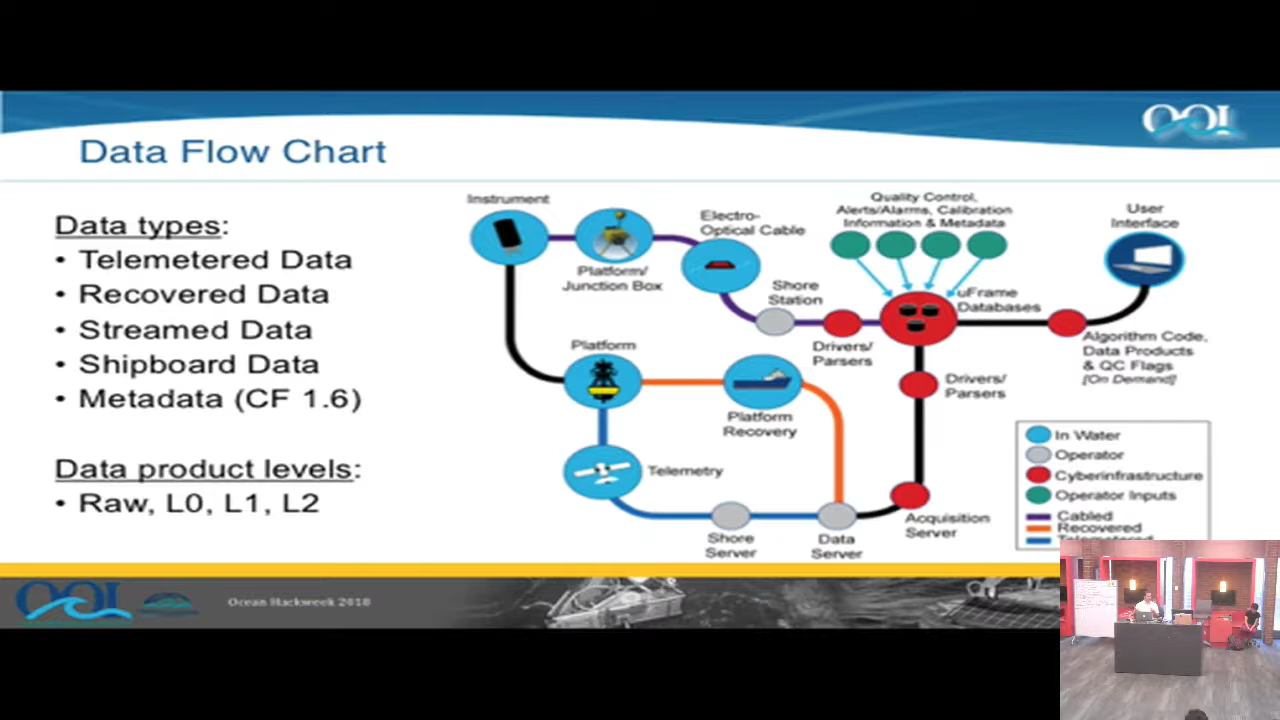 OOI
Data Flow Chart
Data types:
• Telemetered Data
• Recovered Data
• Streamed Data
• Shipboard Data
• Metadata (CF 1.6)
Data product levels:
• Raw, L0, L1, L2
Instrument
Platform/
Junction Box
Electro-
Optical Cable
Shore
Station
Drivers/
Parsers
Quality Control,
Alerts/Alarms, Calibration
Information & Metadata
uFrame
Databases
User
Interface
Algorithm Code,
Data Products
& QC Flags
[On Demand]
Platform
Platform
Recovery
Drivers/
Parsers
Telemetry
Shore
Server
Data
Server
Acquisition
Server
In Water
Operator
Cyberinfrastructure
Operator Inputs
Cabled
Recovered
Telemetered
OOI
Ocean Hackweek 2018